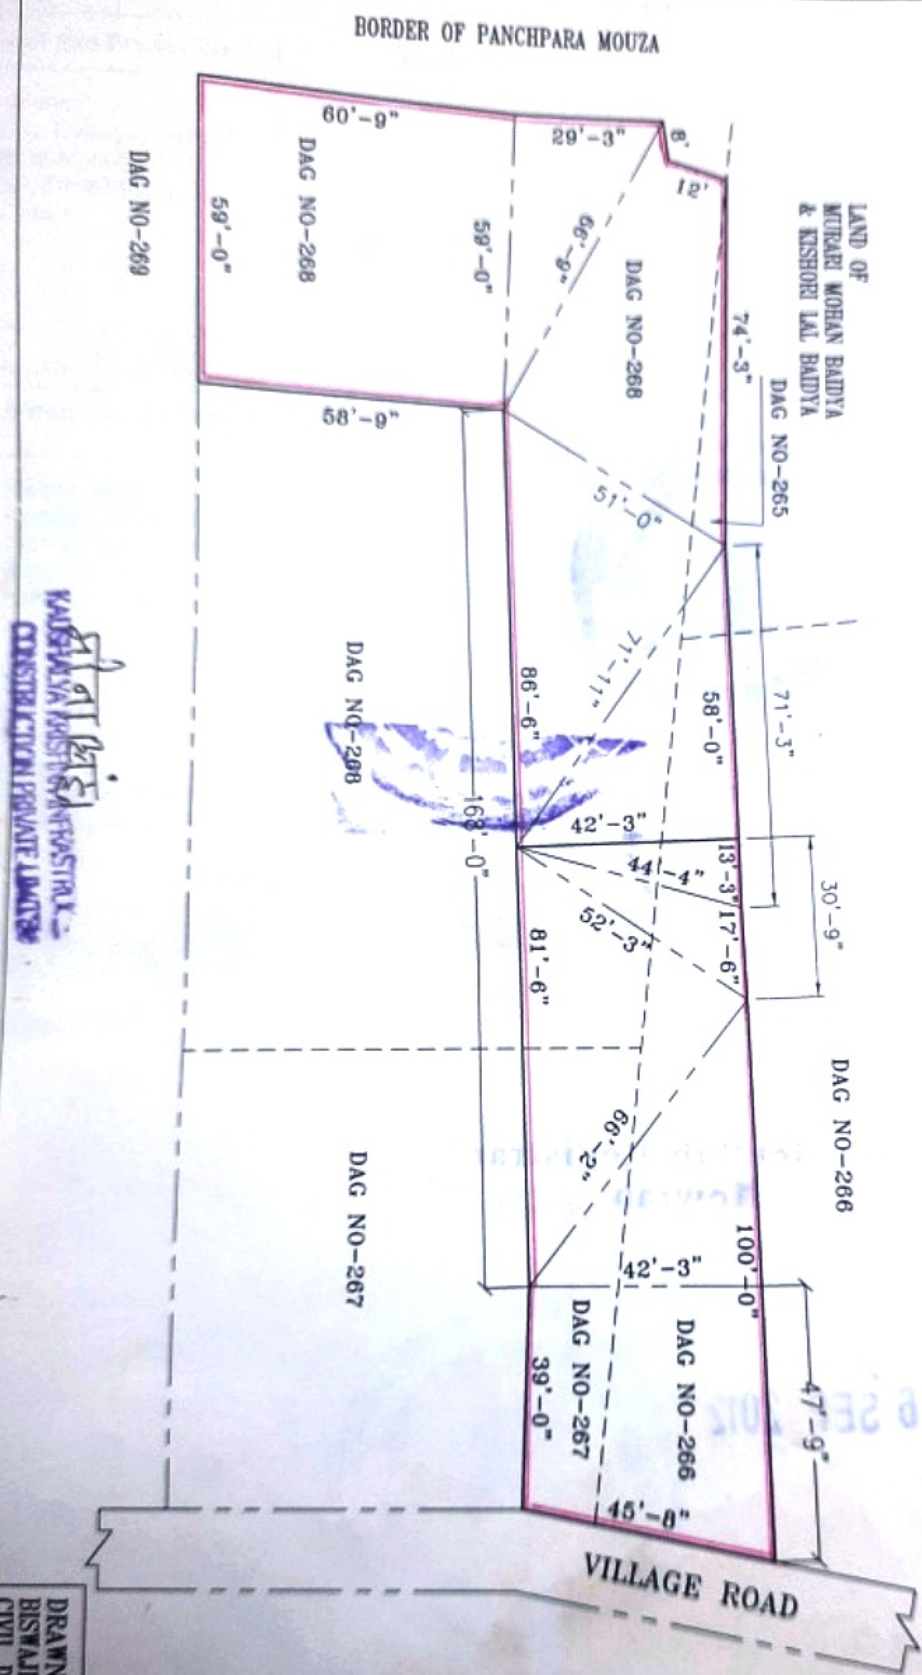 BORDER OF PANCHPARA MOUZA
60'-9"
29'-3"
8'
12'
LAND OF
MURARI MOHAN BAIDYA
& KISHORI LAL BAIDYA
DAG NO-269
59'-0"
DAG NO-268
59'-0"
DAG NO-268
74'-3"
DAG NO-265
58'-9"
51'-0"
71'-11"
86'-6"
58'-0"
71'-3"
DAG NO-268
168'-0"
42'-3"
13'-3"
44'-4"
17'-6"
30'-9"
52'-3"
81'-6"
DAG NO-266
66'-2"
DAG NO-267
100'-0"
42'-3"
DAG NO-267
DAG NO-266
39'-0"
47'-9"
45'-8"
VILLAGE ROAD
CONSTRUCTION PRIVATE LIMITED
6 SEP 2012
DRAWN